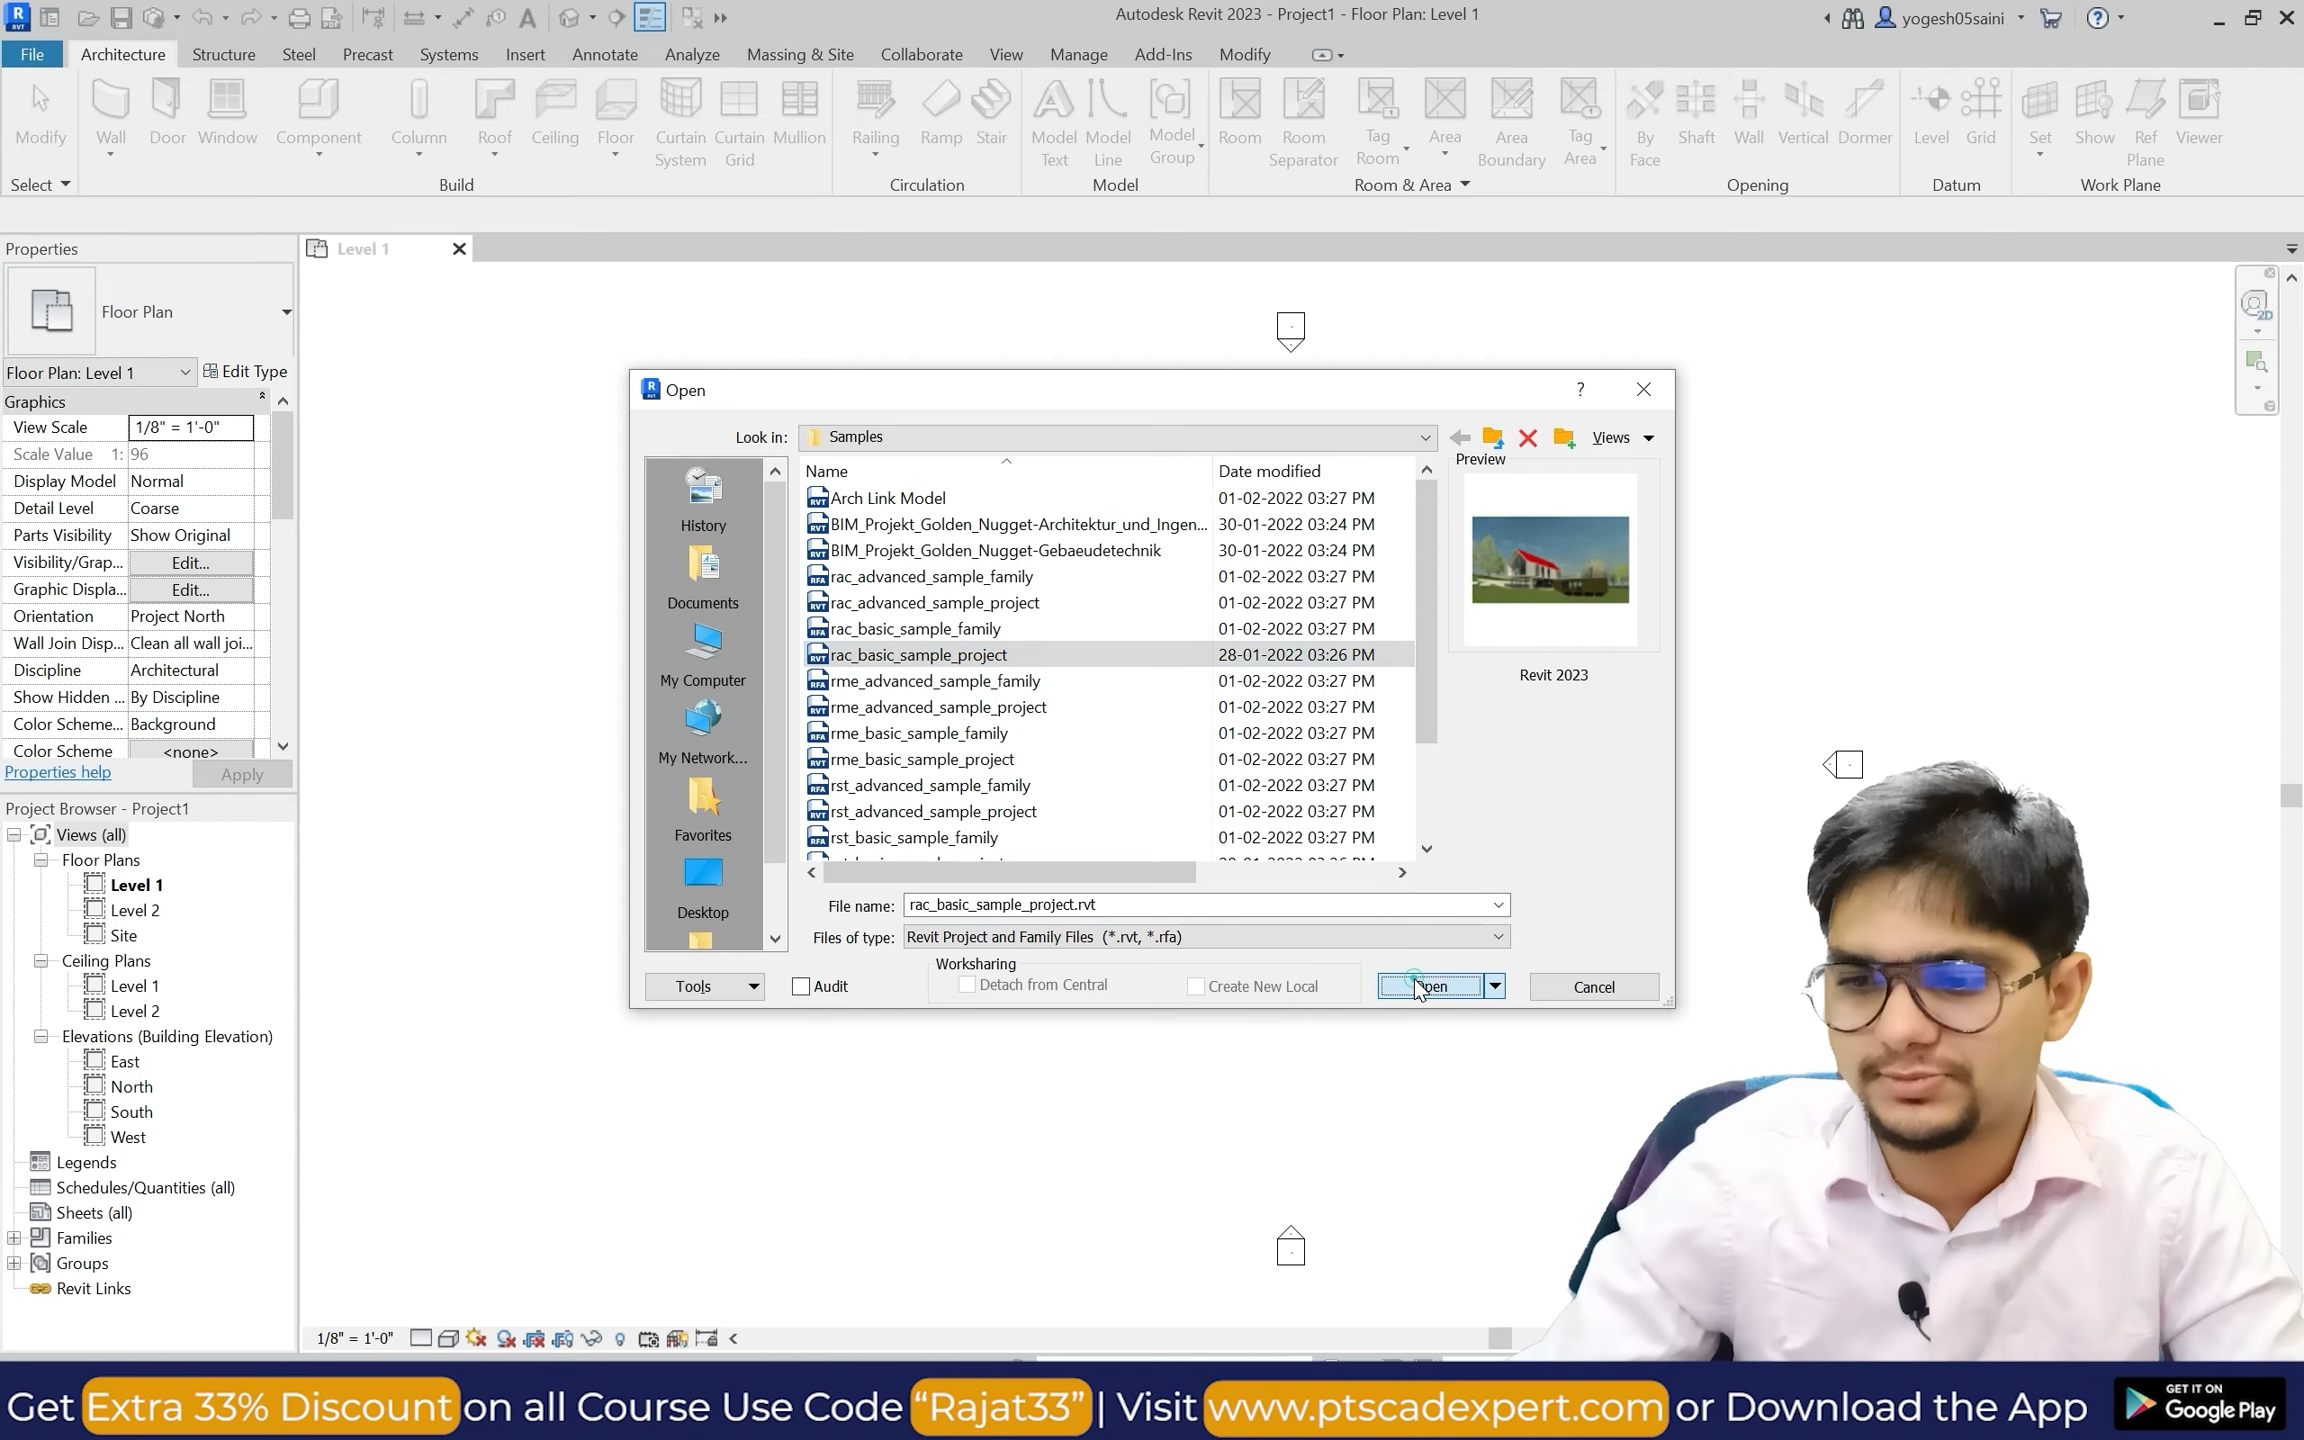 Autodesk Revit 2023 - Project1 - Floor Plan: Level 1
yogesh05saini
File
Architecture
Structure
Steel
Precast
Systems
Insert
Annotate
Analyze
Massing & Site
Collaborate
View
Manage
Add-Ins
Modify
Modify
Wall
Door
Window
Component
Column
Roof
Ceiling
Floor
Curtain System
Curtain Grid
Mullion
Railing
Ramp
Stair
Model Text
Model Line
Model Group
Room
Room Separator
Tag Room
Area
Area Boundary
Tag Area
By Face
Shaft
Wall
Vertical
Dormer
Level
Grid
Set
Show
Ref Plane
Viewer
Select
Build
Circulation
Model
Room & Area
Opening
Datum
Work Plane
Properties
Level 1
Floor Plan
Floor Plan: Level 1
Edit Type
Graphics
View Scale 1/8" = 1'-0"
Scale Value 1: 96
Display Model Normal
Detail Level Coarse
Parts Visibility Show Original
Visibility/Grap... Edit...
Graphic Displa... Edit...
Orientation Project North
Wall Join Disp... Clean all wall joi...
Discipline Architectural
Show Hidden ... By Discipline
Color Scheme... Background
Color Scheme <none>
Properties help
Apply
Project Browser - Project1
Views (all)
Floor Plans
Level 1
Level 2
Site
Ceiling Plans
Level 1
Level 2
Elevations (Building Elevation)
East
North
South
West
Legends
Schedules/Quantities (all)
Sheets (all)
Families
Groups
Revit Links
Open
?
Look in: Samples
Views
History
Documents
My Computer
My Network...
Favorites
Desktop
Name Date modified
Arch Link Model 01-02-2022 03:27 PM
BIM_Projekt_Golden_Nugget-Architektur_und_Ingen... 30-01-2022 03:24 PM
BIM_Projekt_Golden_Nugget-Gebaeudetechnik 30-01-2022 03:24 PM
rac_advanced_sample_family 01-02-2022 03:27 PM
rac_advanced_sample_project 01-02-2022 03:27 PM
rac_basic_sample_family 01-02-2022 03:27 PM
rac_basic_sample_project 28-01-2022 03:26 PM
rme_advanced_sample_family 01-02-2022 03:27 PM
rme_advanced_sample_project 01-02-2022 03:27 PM
rme_basic_sample_family 01-02-2022 03:27 PM
rme_basic_sample_project 01-02-2022 03:27 PM
rst_advanced_sample_family 01-02-2022 03:27 PM
rst_advanced_sample_project 01-02-2022 03:27 PM
rst_basic_sample_family 01-02-2022 03:27 PM
Preview
Revit 2023
File name: rac_basic_sample_project.rvt
Files of type: Revit Project and Family Files (*.rvt, *.rfa)
Worksharing
Tools
Audit
Detach from Central
Create New Local
Open
Cancel
1/8" = 1'-0"
Get Extra 33% Discount on all Course Use Code "Rajat33" | Visit www.ptscadexpert.com or Download the App
GET IT ON
Google Play